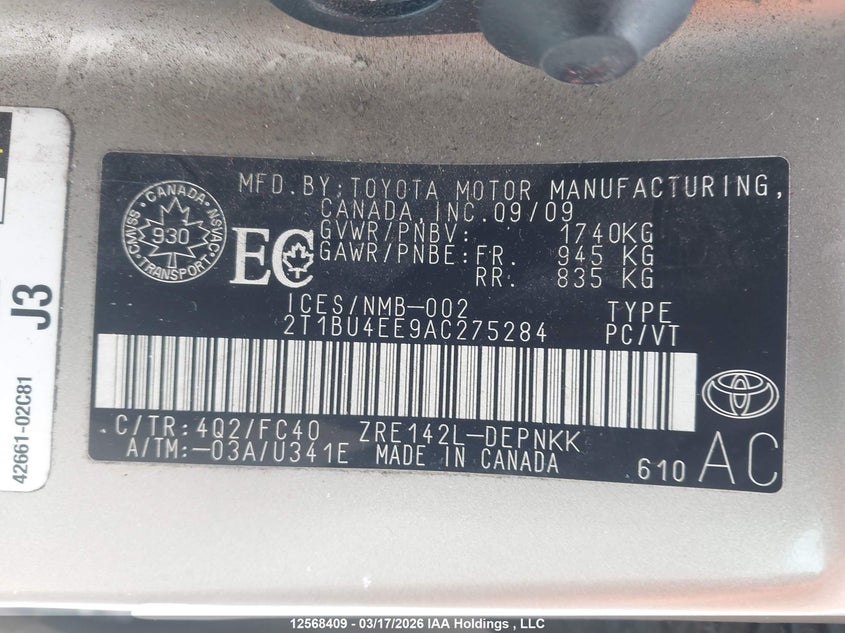 MFD.BY:TOYOTA MOTOR MANUFACTURING,
CANADA,INC.09/09
GVWR/PNBV: 1740KG
GAWR/PNBE:FR. 945 KG
RR. 835 KG
CANADA
NSVAC
TRANSPORT
CMVSS
930
EC
ICES/NMB-002 TYPE
2T1BU4EE9AC275284 PC/VT
C/TR:4Q2/FC40 ZRE142L-DEPNKK
A/TM:-03A/U341E MADE IN CANADA
610 AC
J3
42661-02C81
12568409 - 03/17/2026 IAA Holdings , LLC